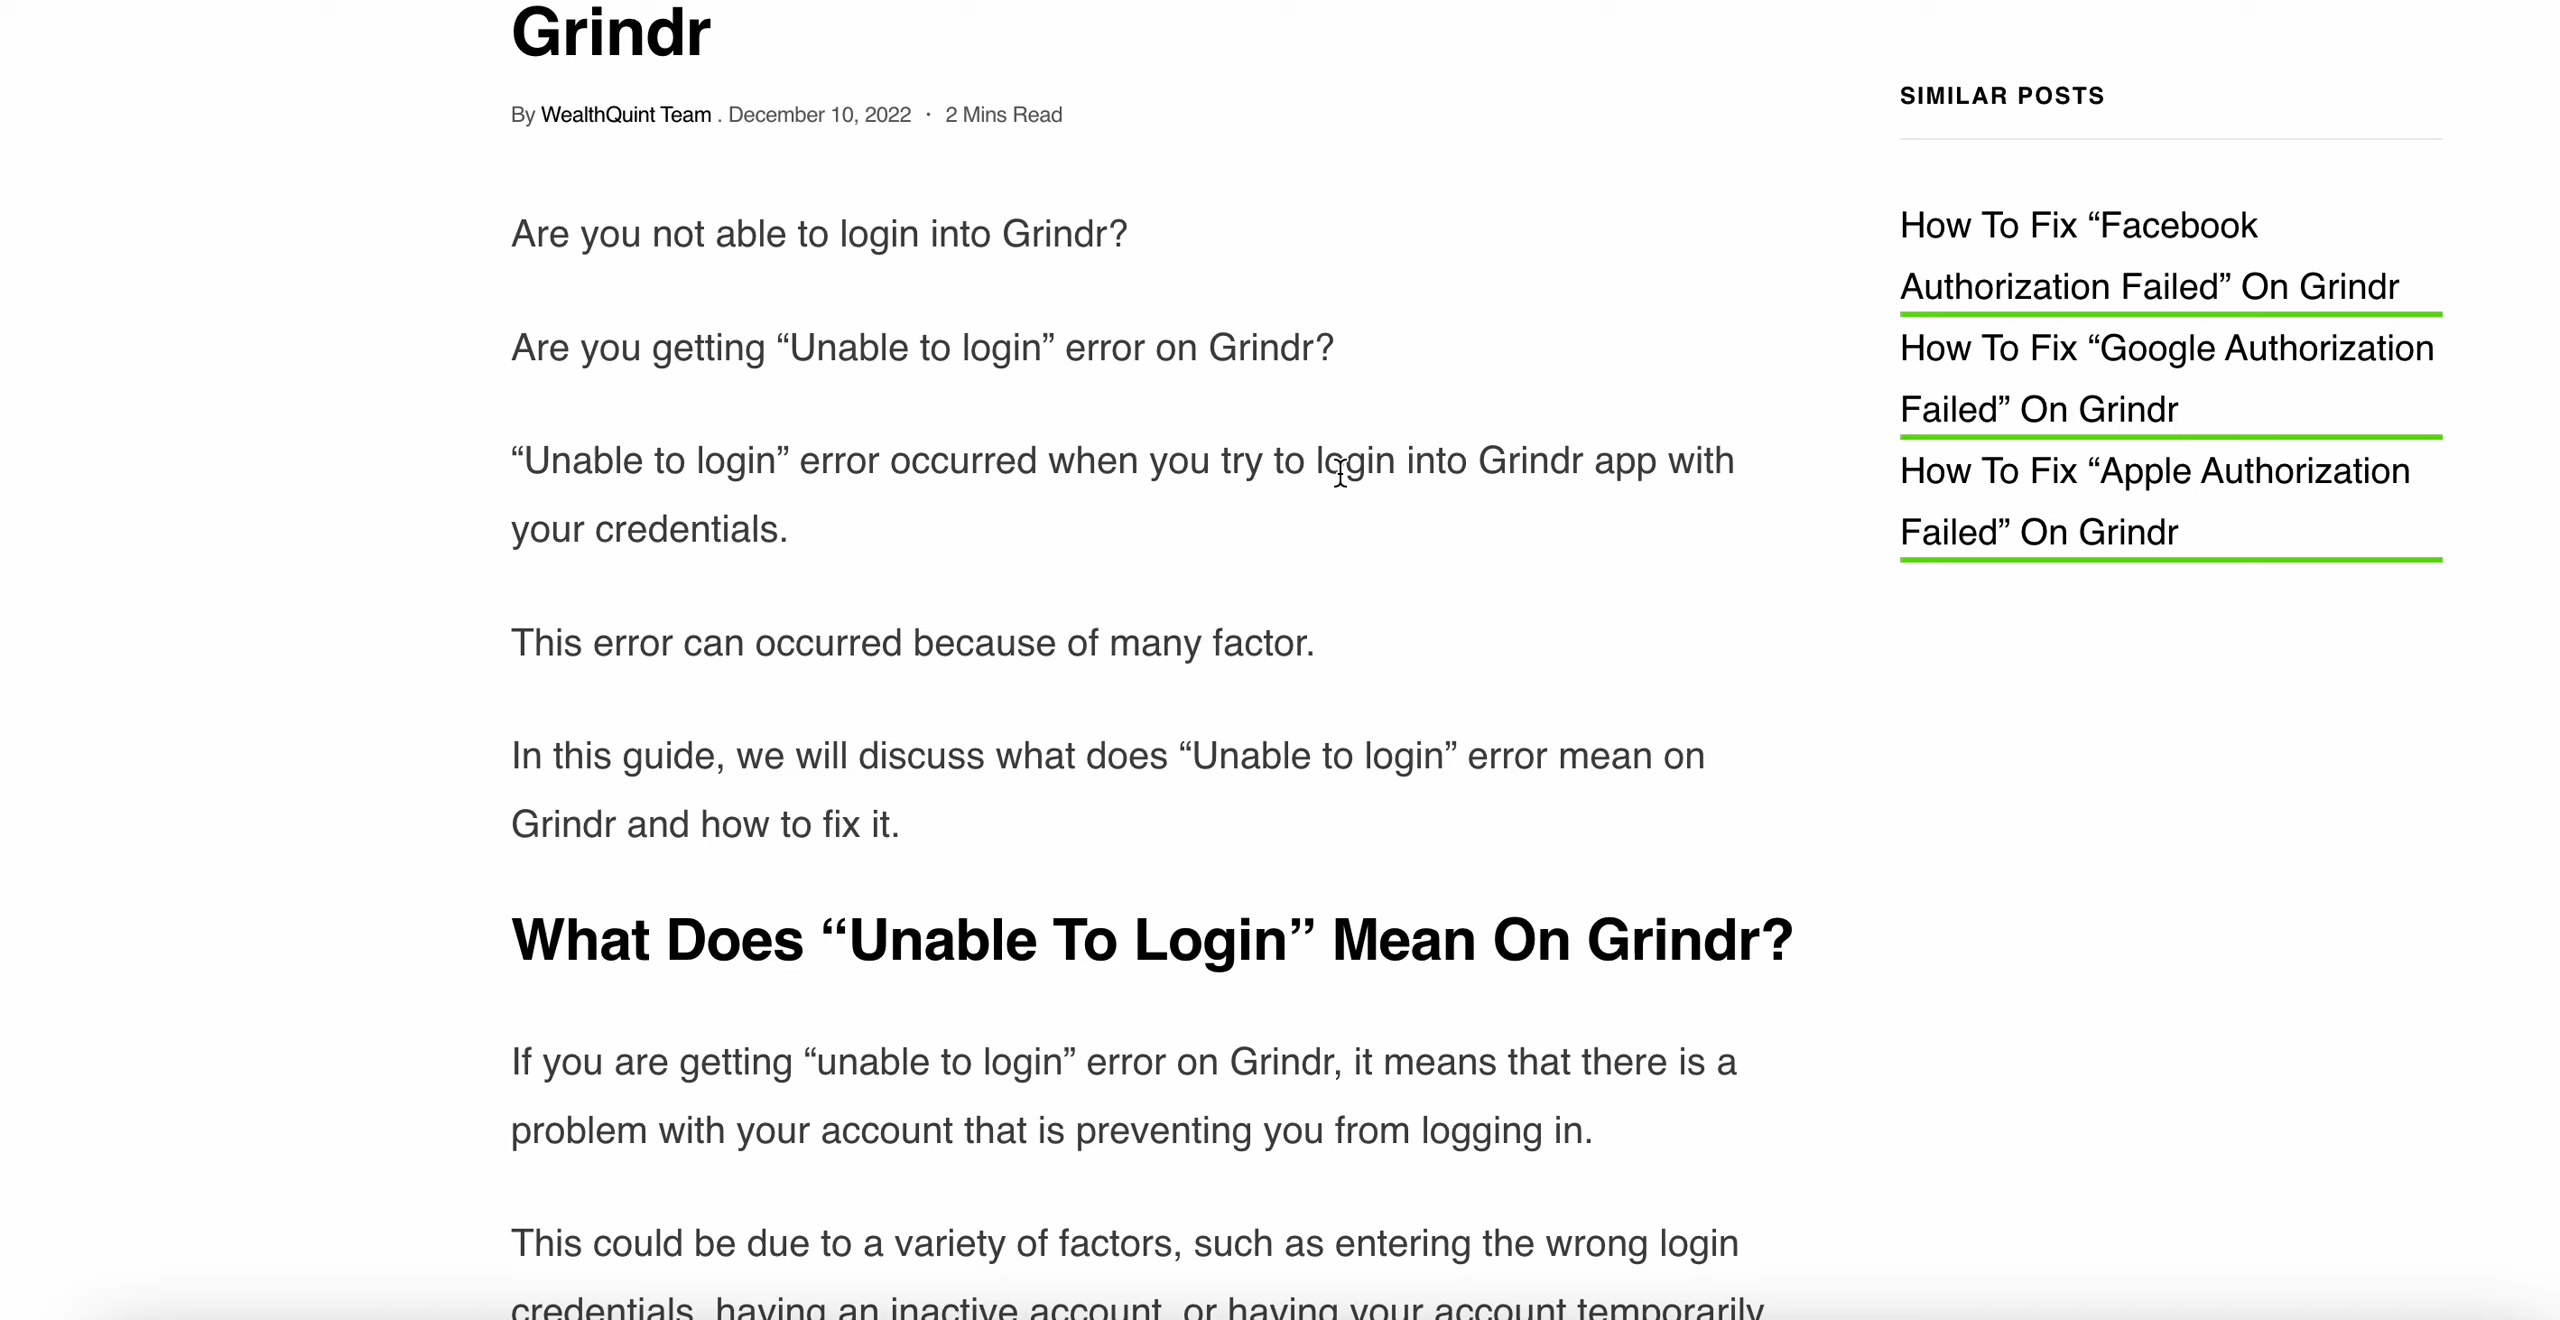 Grindr
By WealthQuint Team . December 10, 2022 · 2 Mins Read
Are you not able to login into Grindr?
Are you getting “Unable to login” error on Grindr?
“Unable to login” error occurred when you try to login into Grindr app with
your credentials.
This error can occurred because of many factor.
In this guide, we will discuss what does “Unable to login” error mean on
Grindr and how to fix it.
What Does “Unable To Login” Mean On Grindr?
If you are getting “unable to login” error on Grindr, it means that there is a
problem with your account that is preventing you from logging in.
This could be due to a variety of factors, such as entering the wrong login
credentials, having an inactive account, or having your account temporarily
SIMILAR POSTS
How To Fix “Facebook
Authorization Failed” On Grindr
How To Fix “Google Authorization
Failed” On Grindr
How To Fix “Apple Authorization
Failed” On Grindr